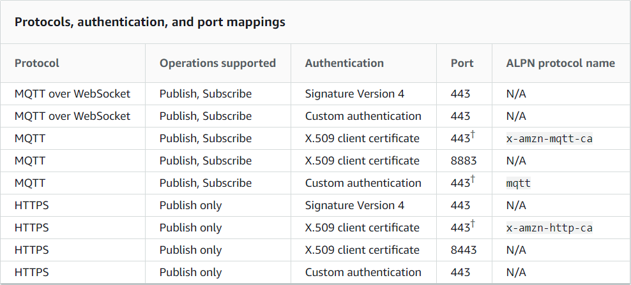 Protocols, authentication, and port mappings
Protocol Operations supported Authentication Port ALPN protocol name
MQTT over WebSocket Publish, Subscribe Signature Version 4 443 N/A
MQTT over WebSocket Publish, Subscribe Custom authentication 443 N/A
MQTT Publish, Subscribe X.509 client certificate 443† x-amzn-mqtt-ca
MQTT Publish, Subscribe X.509 client certificate 8883 N/A
MQTT Publish, Subscribe Custom authentication 443† mqtt
HTTPS Publish only Signature Version 4 443 N/A
HTTPS Publish only X.509 client certificate 443† x-amzn-http-ca
HTTPS Publish only X.509 client certificate 8443 N/A
HTTPS Publish only Custom authentication 443 N/A